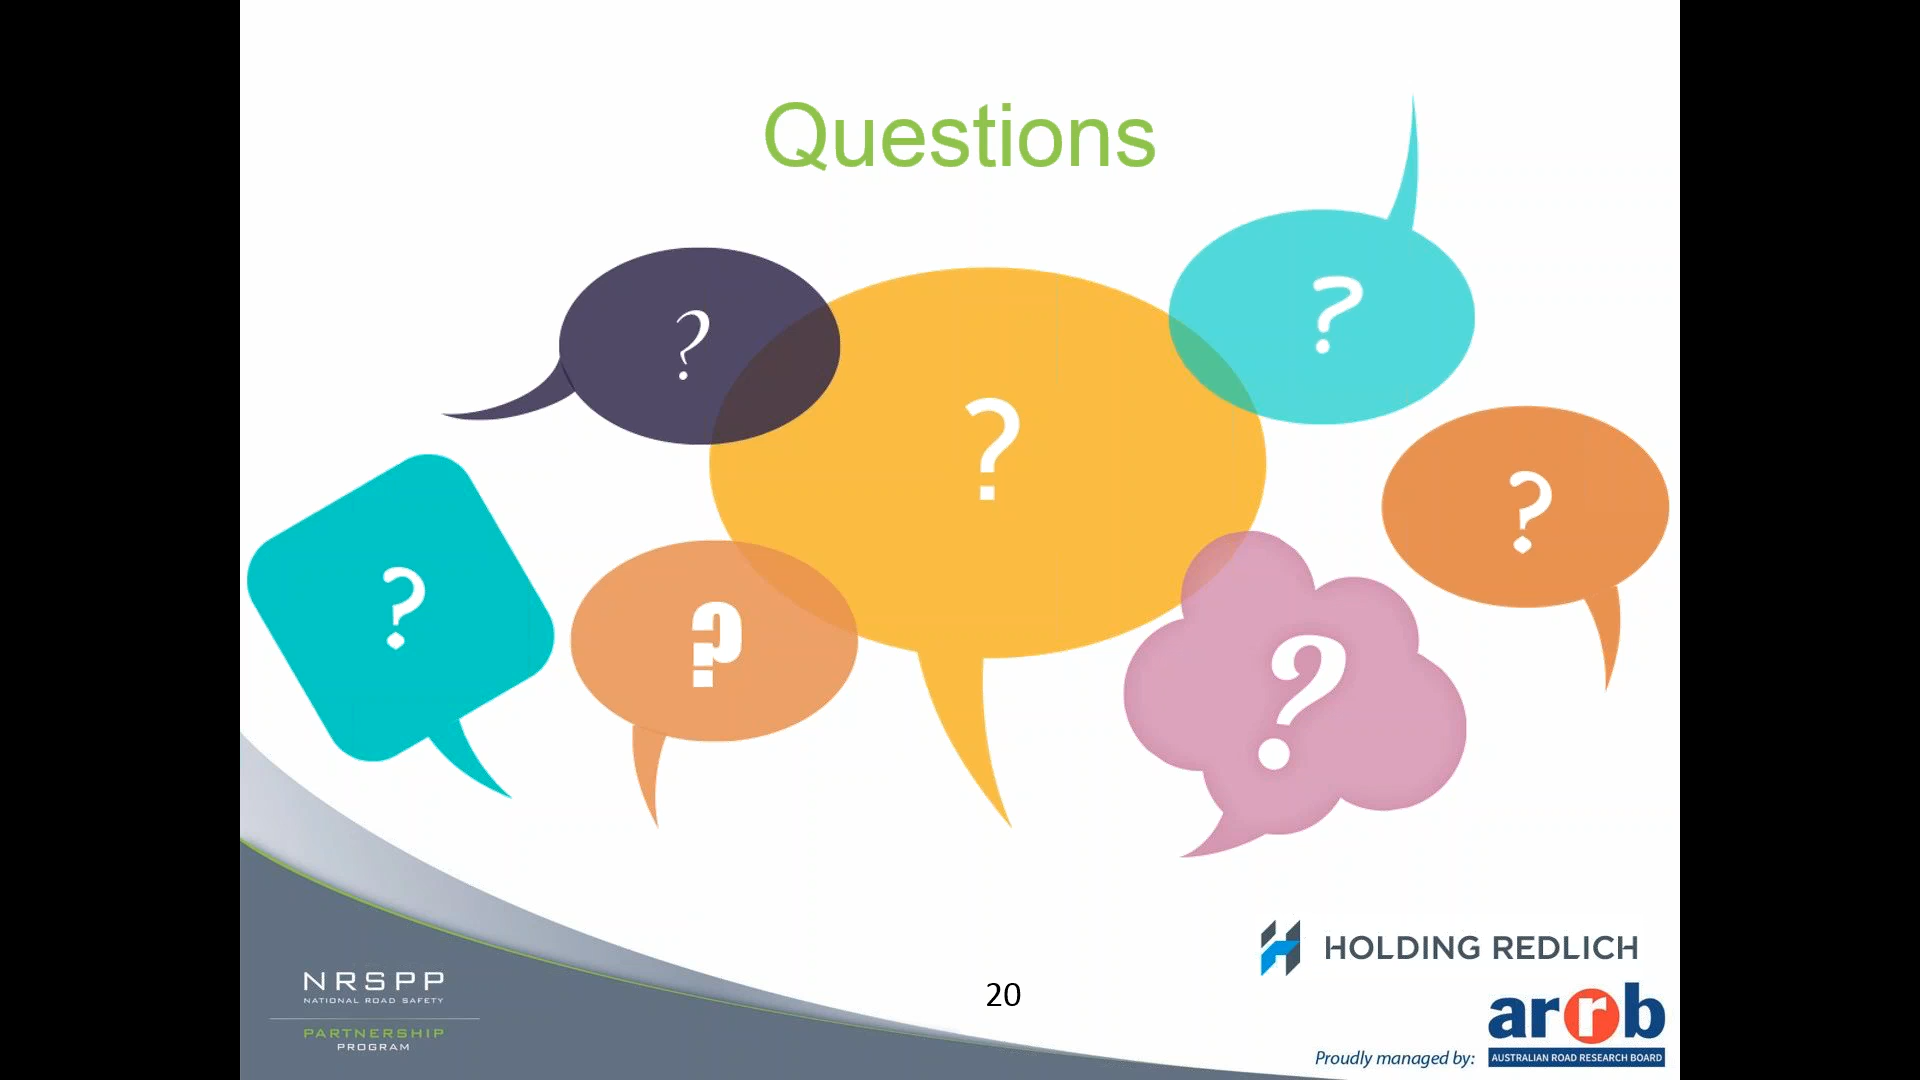 Questions
?
?
?
?
?
?
?
HOLDING REDLICH
NRSPP
NATIONAL ROAD SAFETY
PARTNERSHIP
PROGRAM
20
arrb
Proudly managed by:
AUSTRALIAN ROAD RESEARCH BOARD